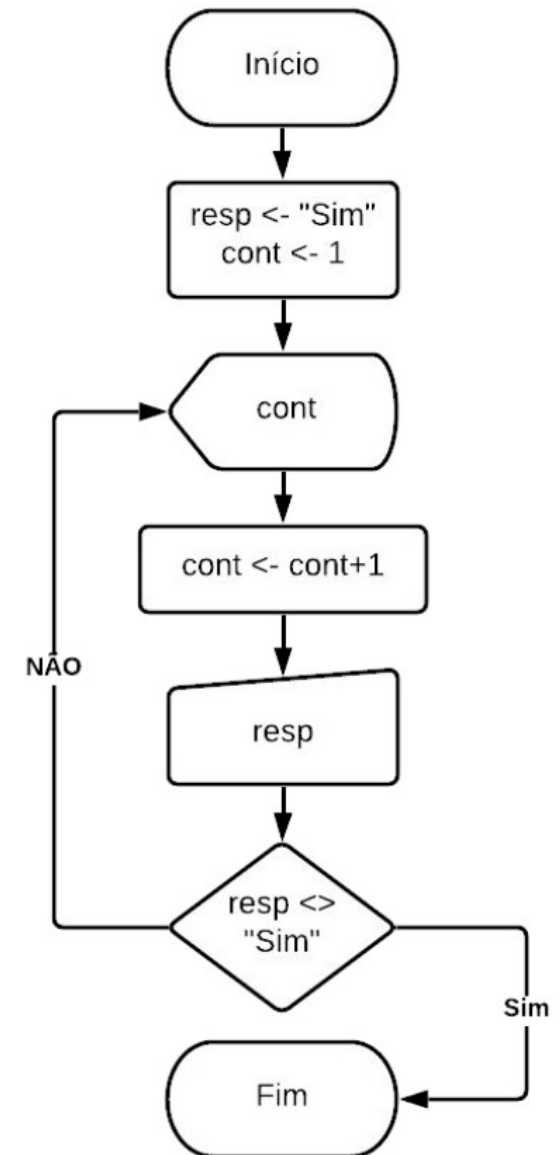 Início
resp <- "Sim"
cont <- 1
cont
cont <- cont+1
NÃO
resp
resp <>
"Sim"
Sim
Fim